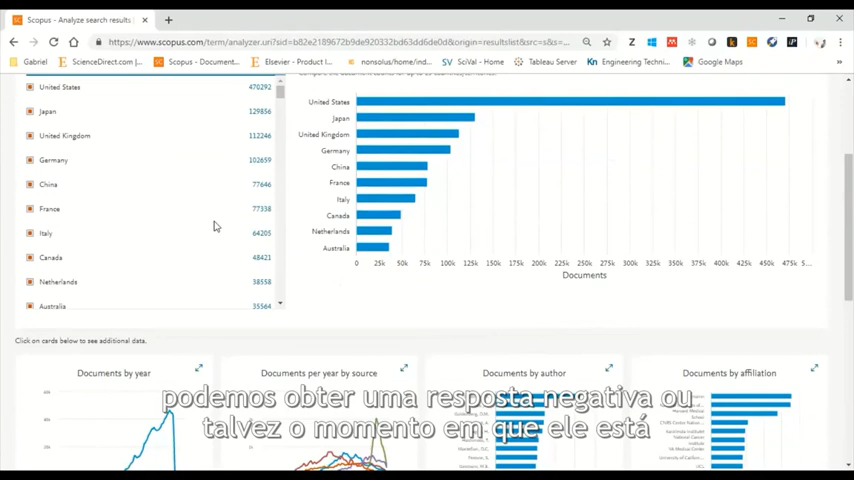 Scopus - Analyze search results
https://www.scopus.com/term/analyzer.uri?sid=b82e2189672b9de920332bd63dd6de0d&origin=resultslist&src=s&s=...
Gabriel
ScienceDirect.com |...
Scopus - Document...
Elsevier - Product I...
nonsolus/home/ind...
SciVal - Home
Tableau Server
Engineering Techni...
Google Maps
United States 470292
Japan 129856
United Kingdom 112246
Germany 102659
China 77646
France 77338
Italy 64205
Canada 48421
Netherlands 38558
Australia 35564
United States
Japan
United Kingdom
Germany
China
France
Italy
Canada
Netherlands
Australia
0 25k 50k 75k 100k 125k 150k 175k 200k 225k 250k 275k 300k 325k 350k 375k 400k 425k 450k 475k 5...
Documents
Click on cards below to see additional data.
Documents by year
Documents per year by source
Documents by author
Documents by affiliation
podemos obter uma resposta negativa ou
talvez o momento em que ele está